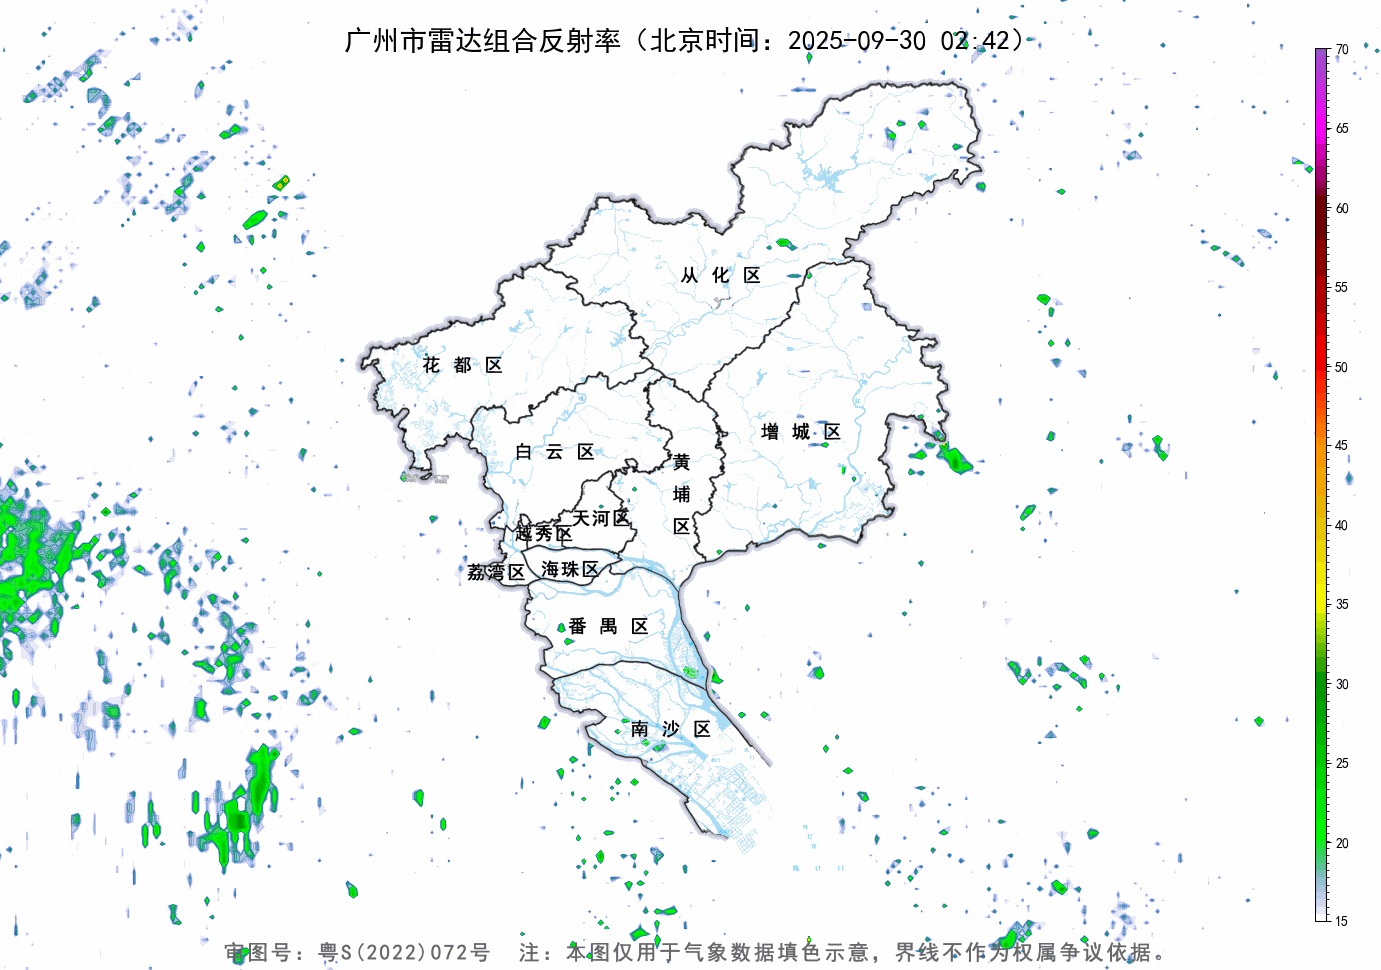 广州市雷达组合反射率（北京时间：2025-09-30 02:42）
70
65
60
55
50
45
40
35
30
25
20
15
从化区
花都区
增城区
白云区
黄埔区
天河区
越秀区
荔湾区
海珠区
番禺区
南沙区
审图号：粤S(2022)072号 注：本图仅用于气象数据填色示意，界线不作为权属争议依据。